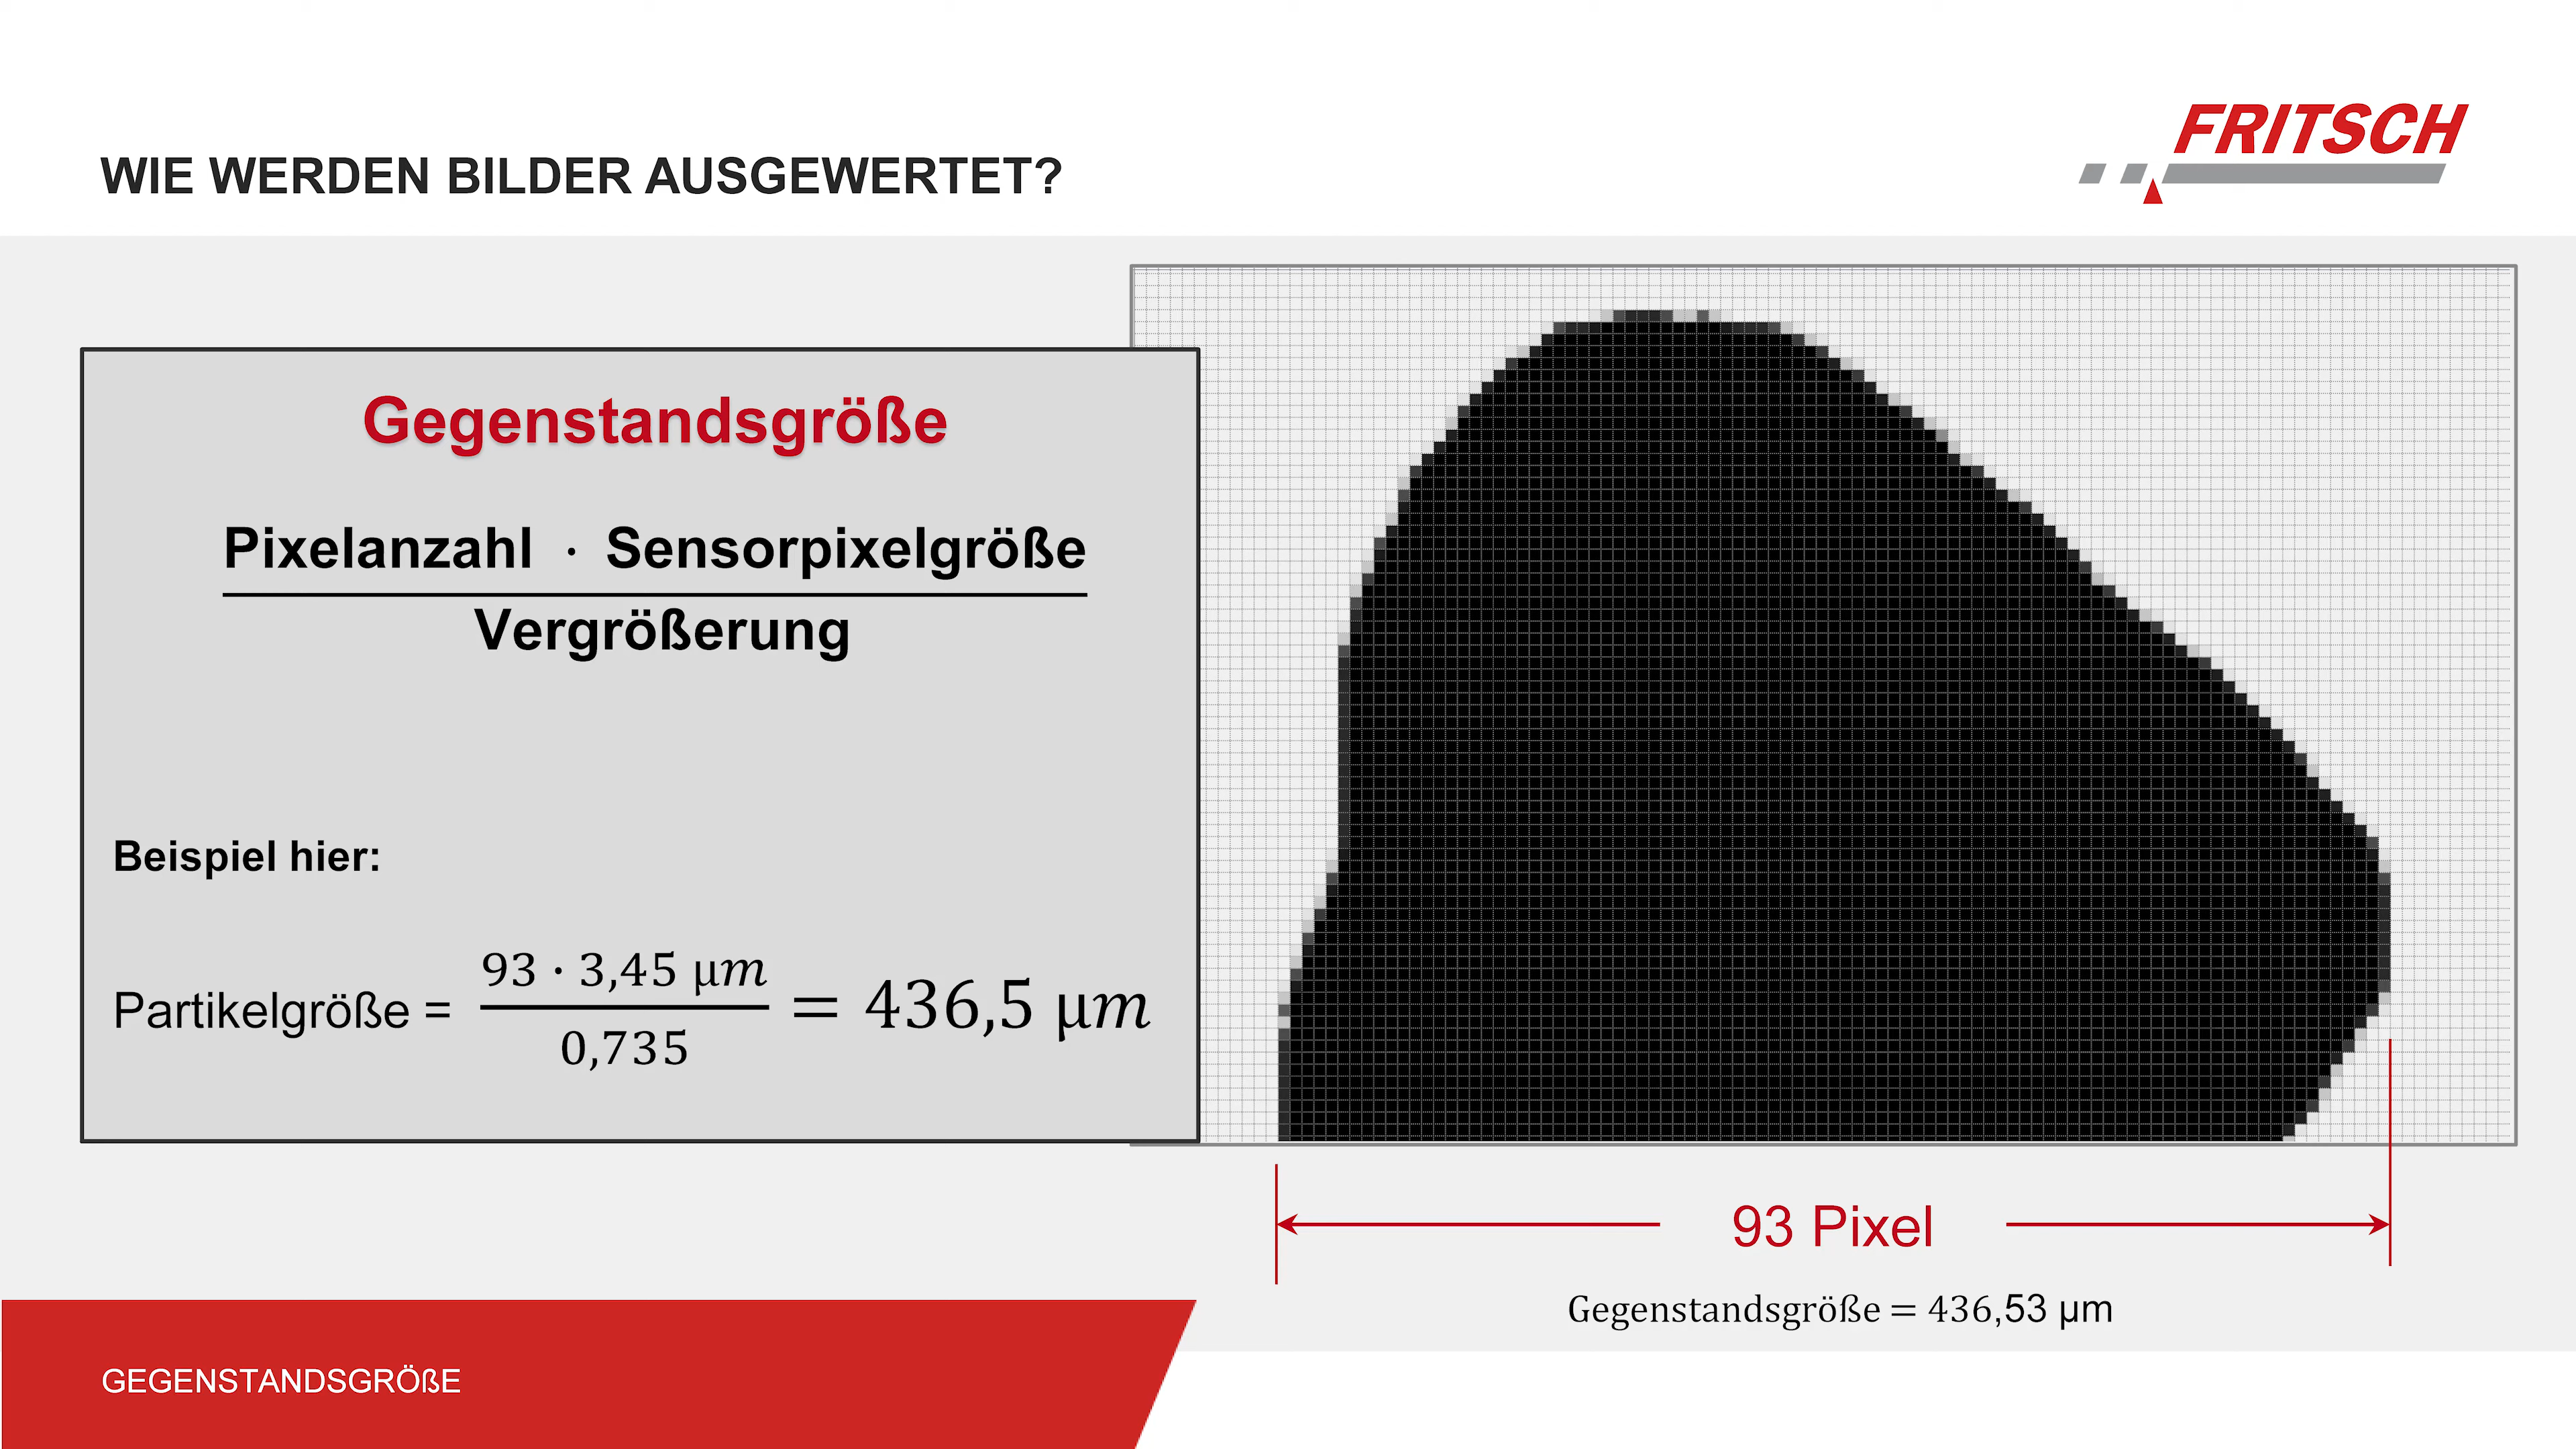 WIE WERDEN BILDER AUSGEWERTET?
FRITSCH
Gegenstandsgröße
Pixelanzahl · Sensorpixelgröße
Vergrößerung
Beispiel hier:
Partikelgröße = 93 · 3,45 µm / 0,735 = 436,5 µm
93 Pixel
Gegenstandsgröße = 436,53 µm
GEGENSTANDSGRÖßE